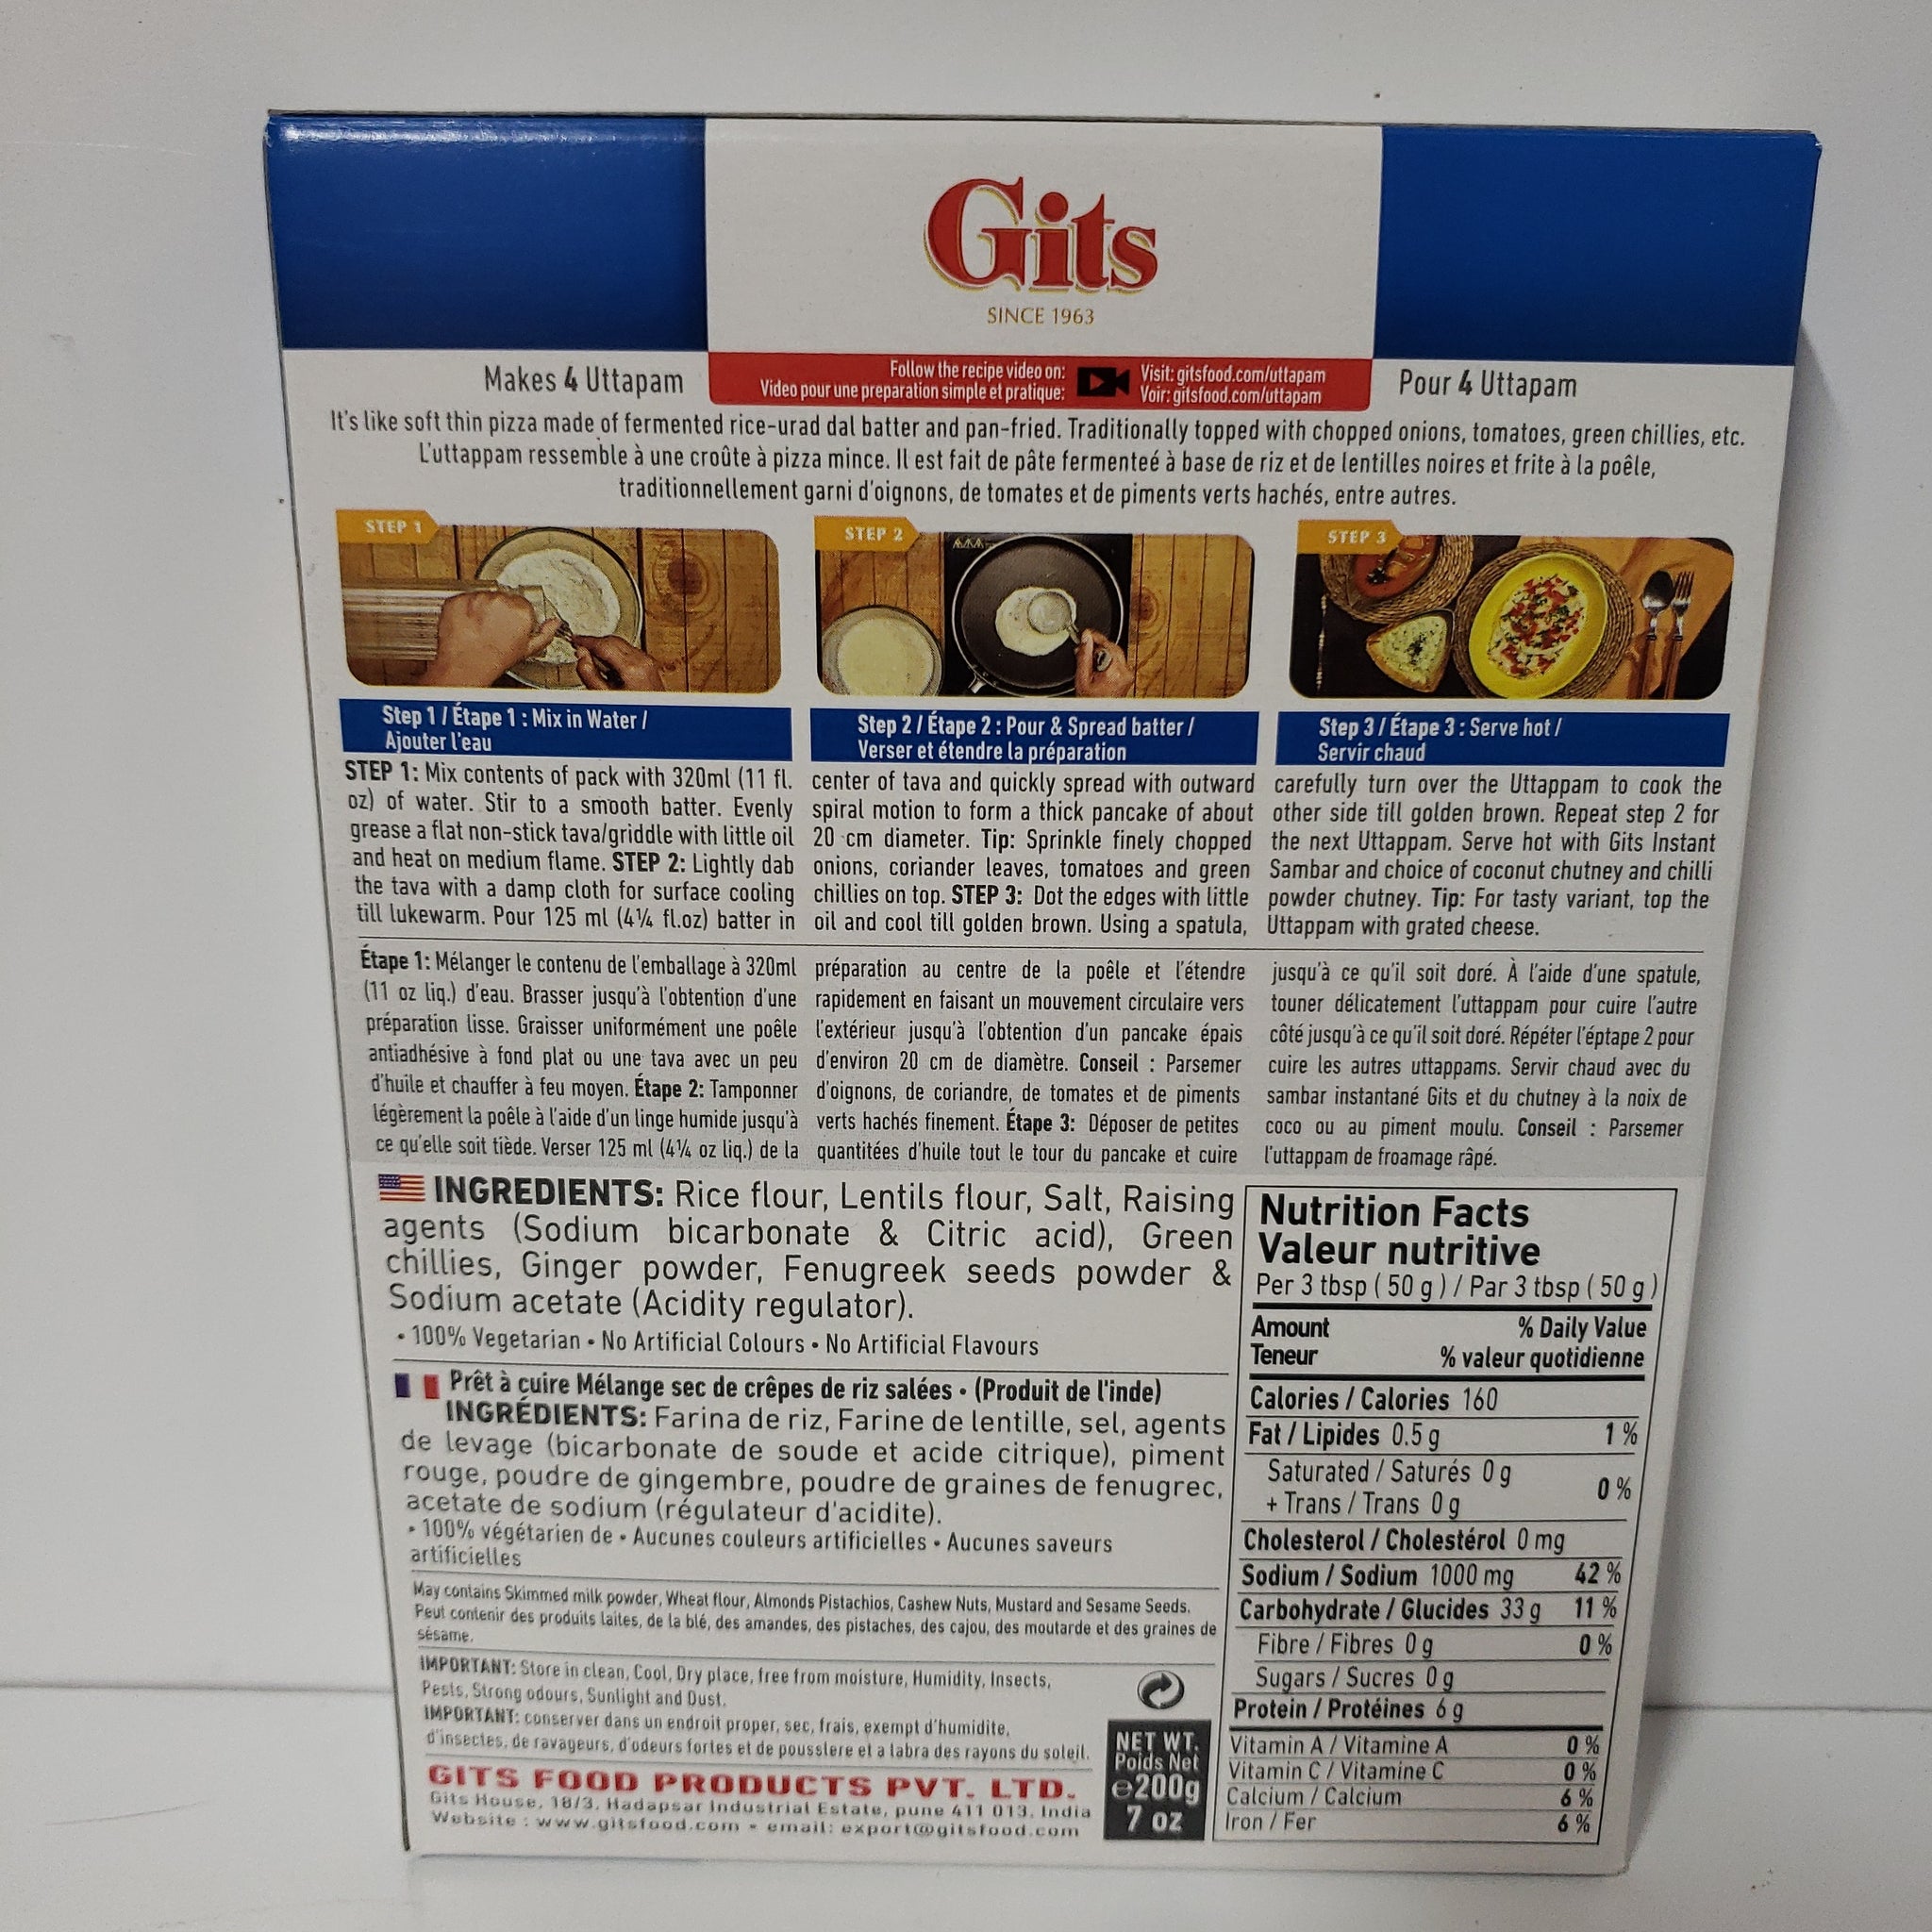 Gits
SINCE 1963
Makes 4 Uttapam
Follow the recipe video on:
Video pour une preparation simple et pratique:
Visit: gitsfood.com/uttapam
Voir: gitsfood.com/uttapam
Pour 4 Uttapam
It's like soft thin pizza made of fermented rice-urad dal batter and pan-fried. Traditionally topped with chopped onions, tomatoes, green chillies, etc.
L'uttappam ressemble à une croûte à pizza mince. Il est fait de pâte fermenteé à base de riz et de lentilles noires et frite à la poêle,
traditionnellement garni d'oignons, de tomates et de piments verts hachés, entre autres.
STEP 1
STEP 2
STEP 3
Step 1 / Étape 1 : Mix in Water /
Ajouter l'eau
Step 2 / Étape 2 : Pour & Spread batter /
Verser et étendre la préparation
Step 3 / Étape 3 : Serve hot /
Servir chaud
STEP 1: Mix contents of pack with 320ml (11 fl.
oz) of water. Stir to a smooth batter. Evenly
grease a flat non-stick tava/griddle with little oil
and heat on medium flame. STEP 2: Lightly dab
the tava with a damp cloth for surface cooling
till lukewarm. Pour 125 ml (4¼ fl.oz) batter in
center of tava and quickly spread with outward
spiral motion to form a thick pancake of about
20 cm diameter. Tip: Sprinkle finely chopped
onions, coriander leaves, tomatoes and green
chillies on top. STEP 3: Dot the edges with little
oil and cool till golden brown. Using a spatula,
carefully turn over the Uttappam to cook the
other side till golden brown. Repeat step 2 for
the next Uttappam. Serve hot with Gits Instant
Sambar and choice of coconut chutney and chilli
powder chutney. Tip: For tasty variant, top the
Uttappam with grated cheese.
Étape 1: Mélanger le contenu de l'emballage à 320ml
(11 oz liq.) d'eau. Brasser jusqu'à l'obtention d'une
préparation lisse. Graisser uniformément une poêle
antiadhésive à fond plat ou une tava avec un peu
d'huile et chauffer à feu moyen. Étape 2: Tamponner
légèrement la poêle à l'aide d'un linge humide jusqu'à
ce qu'elle soit tiède. Verser 125 ml (4¼ oz liq.) de la
préparation au centre de la poêle et l'étendre
rapidement en faisant un mouvement circulaire vers
l'extérieur jusqu'à l'obtention d'un pancake épais
d'environ 20 cm de diamètre. Conseil : Parsemer
d'oignons, de coriandre, de tomates et de piments
verts hachés finement. Étape 3: Déposer de petites
quantités d'huile tout le tour du pancake et cuire
jusqu'à ce qu'il soit doré. À l'aide d'une spatule,
touner délicatement l'uttappam pour cuire l'autre
côté jusqu'à ce qu'il soit doré. Répéter l'éptape 2 pour
cuire les autres uttappams. Servir chaud avec du
sambar instantané Gits et du chutney à la noix de
coco ou au piment moulu. Conseil : Parsemer
l'uttappam de froamage râpé.
INGREDIENTS: Rice flour, Lentils flour, Salt, Raising
agents (Sodium bicarbonate & Citric acid), Green
chillies, Ginger powder, Fenugreek seeds powder &
Sodium acetate (Acidity regulator).
• 100% Vegetarian • No Artificial Colours • No Artificial Flavours
Prêt à cuire Mélange sec de crêpes de riz salées • (Produit de l'inde)
INGRÉDIENTS: Farina de riz, Farine de lentille, sel, agents
de levage (bicarbonate de soude et acide citrique), piment
rouge, poudre de gingembre, poudre de graines de fenugrec,
acetate de sodium (régulateur d'acidite).
• 100% végétarien de • Aucunes couleurs artificielles • Aucunes saveurs
artificielles
May contains Skimmed milk powder, Wheat flour, Almonds Pistachios, Cashew Nuts, Mustard and Sesame Seeds.
Peut contenir des produits laites, de la blé, des amandes, des pistaches, des cajou, des moutarde et des graines de
sésame.
IMPORTANT: Store in clean, Cool, Dry place, free from moisture, Humidity, Insects,
Pests, Strong odours, Sunlight and Dust.
IMPORTANT: conserver dans un endroit proper, sec, frais, exempt d'humidite,
d'insectes, de ravageurs, d'odeurs fortes et de pousslere et a labra des rayons du soleil.
GITS FOOD PRODUCTS PVT. LTD.
Gits House, 18/3, Hadapsar Industrial Estate, pune 411 013. India
Website : www.gitsfood.com • email: export@gitsfood.com
NET WT.
Poids Net
℮200g
7 oz
Nutrition Facts
Valeur nutritive
Per 3 tbsp ( 50 g ) / Par 3 tbsp ( 50 g )
Amount % Daily Value
Teneur % valeur quotidienne
Calories / Calories 160
Fat / Lipides 0.5 g 1 %
Saturated / Saturés 0 g
+ Trans / Trans 0 g 0 %
Cholesterol / Cholestérol 0 mg
Sodium / Sodium 1000 mg 42 %
Carbohydrate / Glucides 33 g 11 %
Fibre / Fibres 0 g 0 %
Sugars / Sucres 0 g
Protein / Protéines 6 g
Vitamin A / Vitamine A 0 %
Vitamin C / Vitamine C 0 %
Calcium / Calcium 6 %
Iron / Fer 6 %